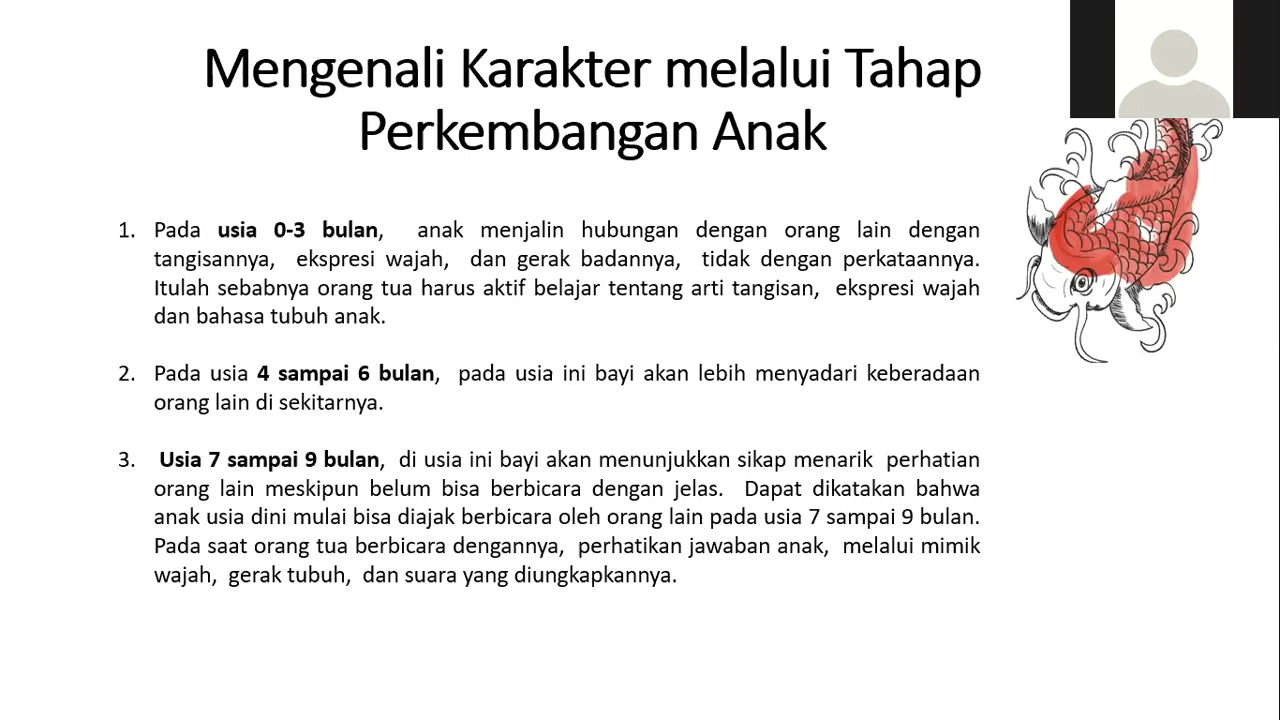 Mengenali Karakter melalui Tahap
Perkembangan Anak
1. Pada usia 0-3 bulan, anak menjalin hubungan dengan orang lain dengan
tangisannya, ekspresi wajah, dan gerak badannya, tidak dengan perkataannya.
Itulah sebabnya orang tua harus aktif belajar tentang arti tangisan, ekspresi wajah
dan bahasa tubuh anak.
2. Pada usia 4 sampai 6 bulan, pada usia ini bayi akan lebih menyadari keberadaan
orang lain di sekitarnya.
3. Usia 7 sampai 9 bulan, di usia ini bayi akan menunjukkan sikap menarik perhatian
orang lain meskipun belum bisa berbicara dengan jelas. Dapat dikatakan bahwa
anak usia dini mulai bisa diajak berbicara oleh orang lain pada usia 7 sampai 9 bulan.
Pada saat orang tua berbicara dengannya, perhatikan jawaban anak, melalui mimik
wajah, gerak tubuh, dan suara yang diungkapkannya.